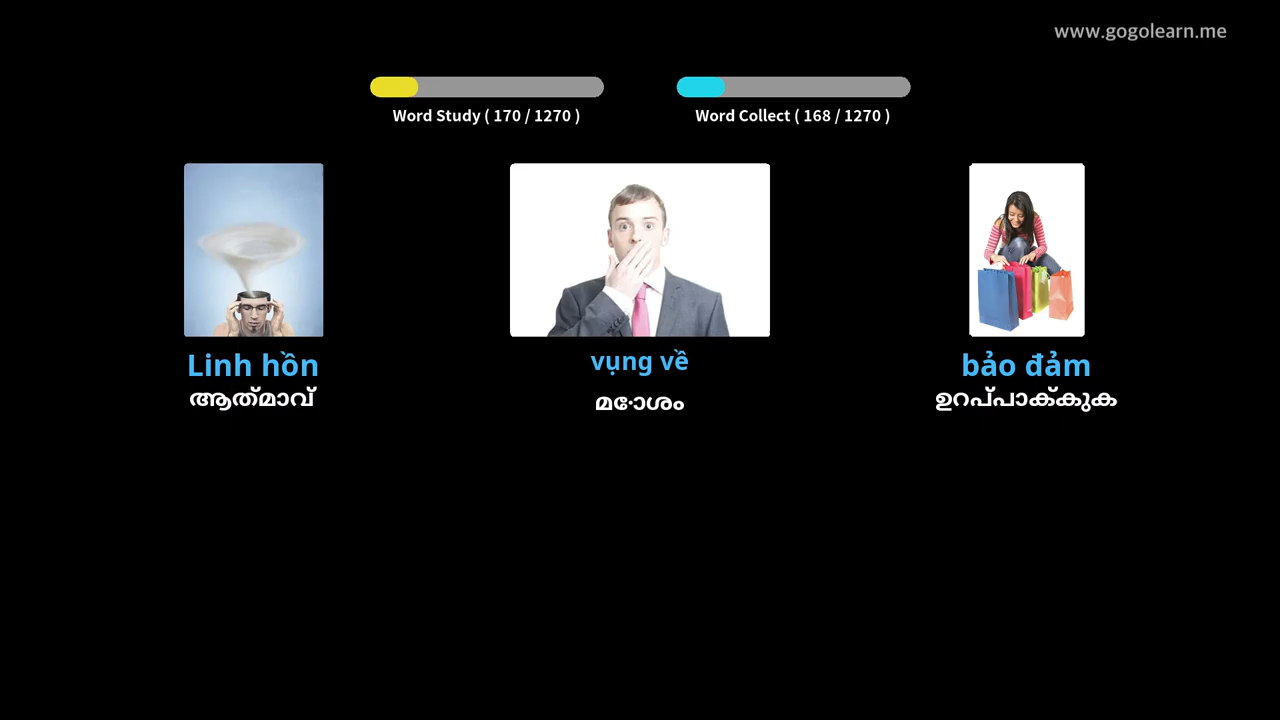 www.gogolearn.me
Word Study ( 170 / 1270 )
Word Collect ( 168 / 1270 )
Linh hồn
ആത്മാവ്
vụng về
മോശം
bảo đảm
ഉറപ്പാക്കുക